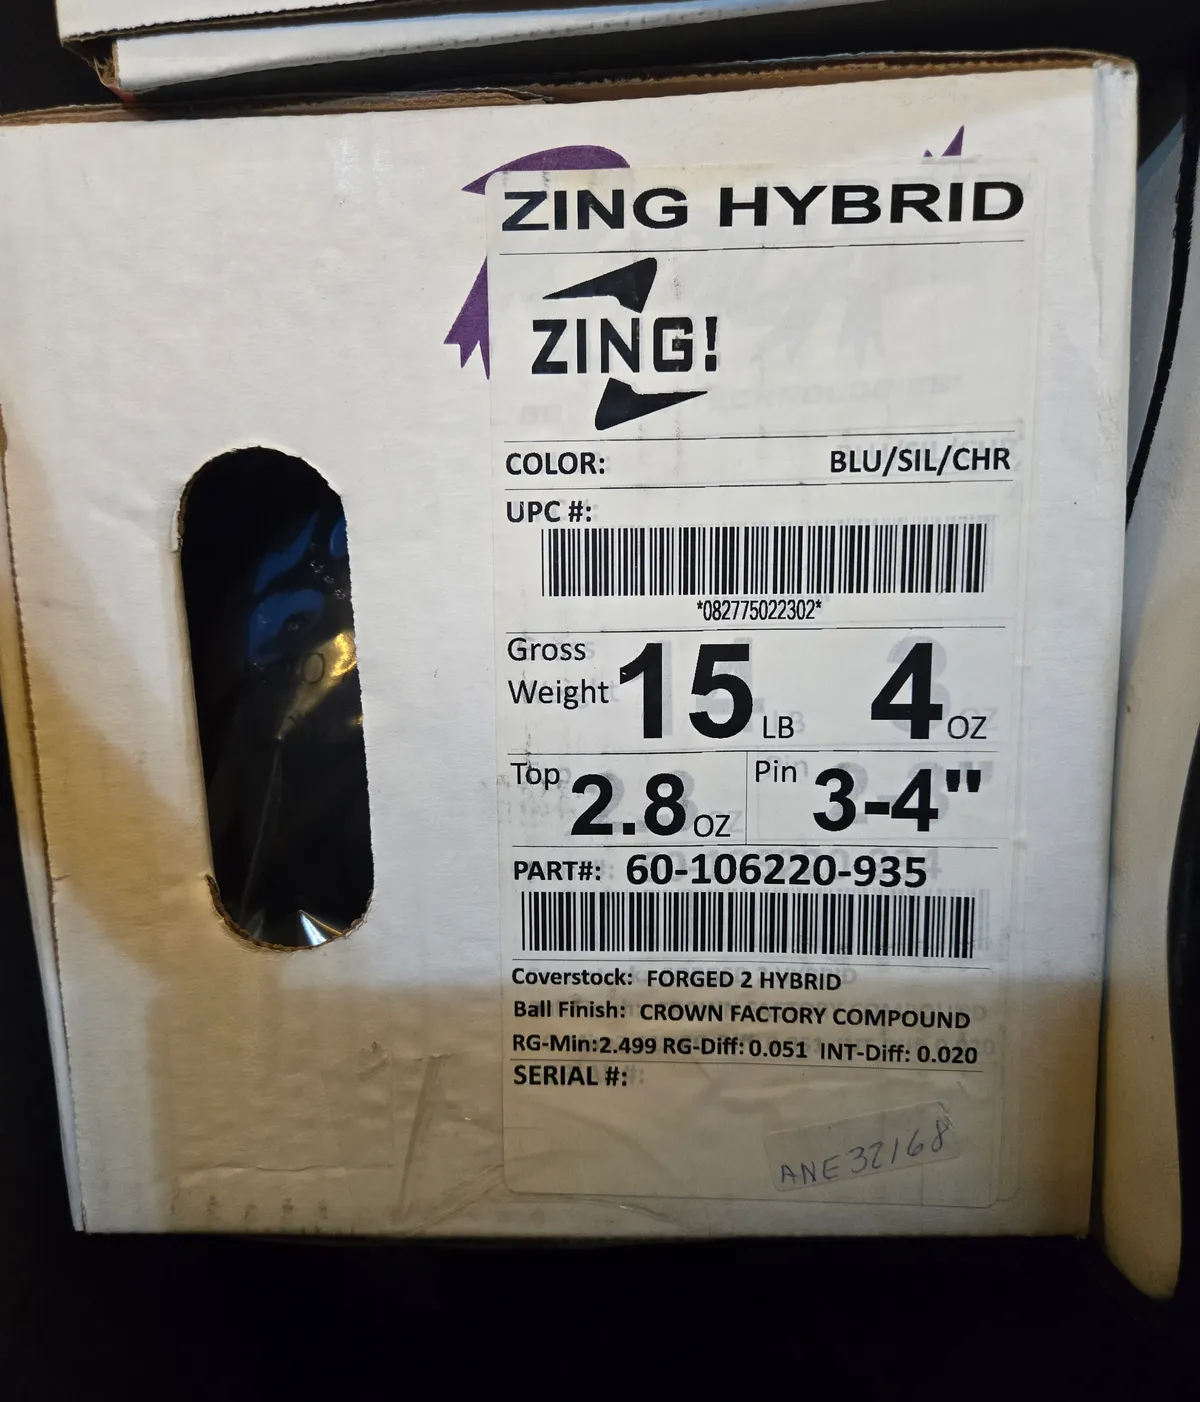 ZING HYBRID
ZING!
COLOR: BLU/SIL/CHR
UPC #:
*082775022302*
Gross Weight 15 LB 4 OZ
Top 2.8 OZ Pin 3-4"
PART#: 60-106220-935
Coverstock: FORGED 2 HYBRID
Ball Finish: CROWN FACTORY COMPOUND
RG-Min:2.499 RG-Diff: 0.051 INT-Diff: 0.020
SERIAL #:
ANE32168